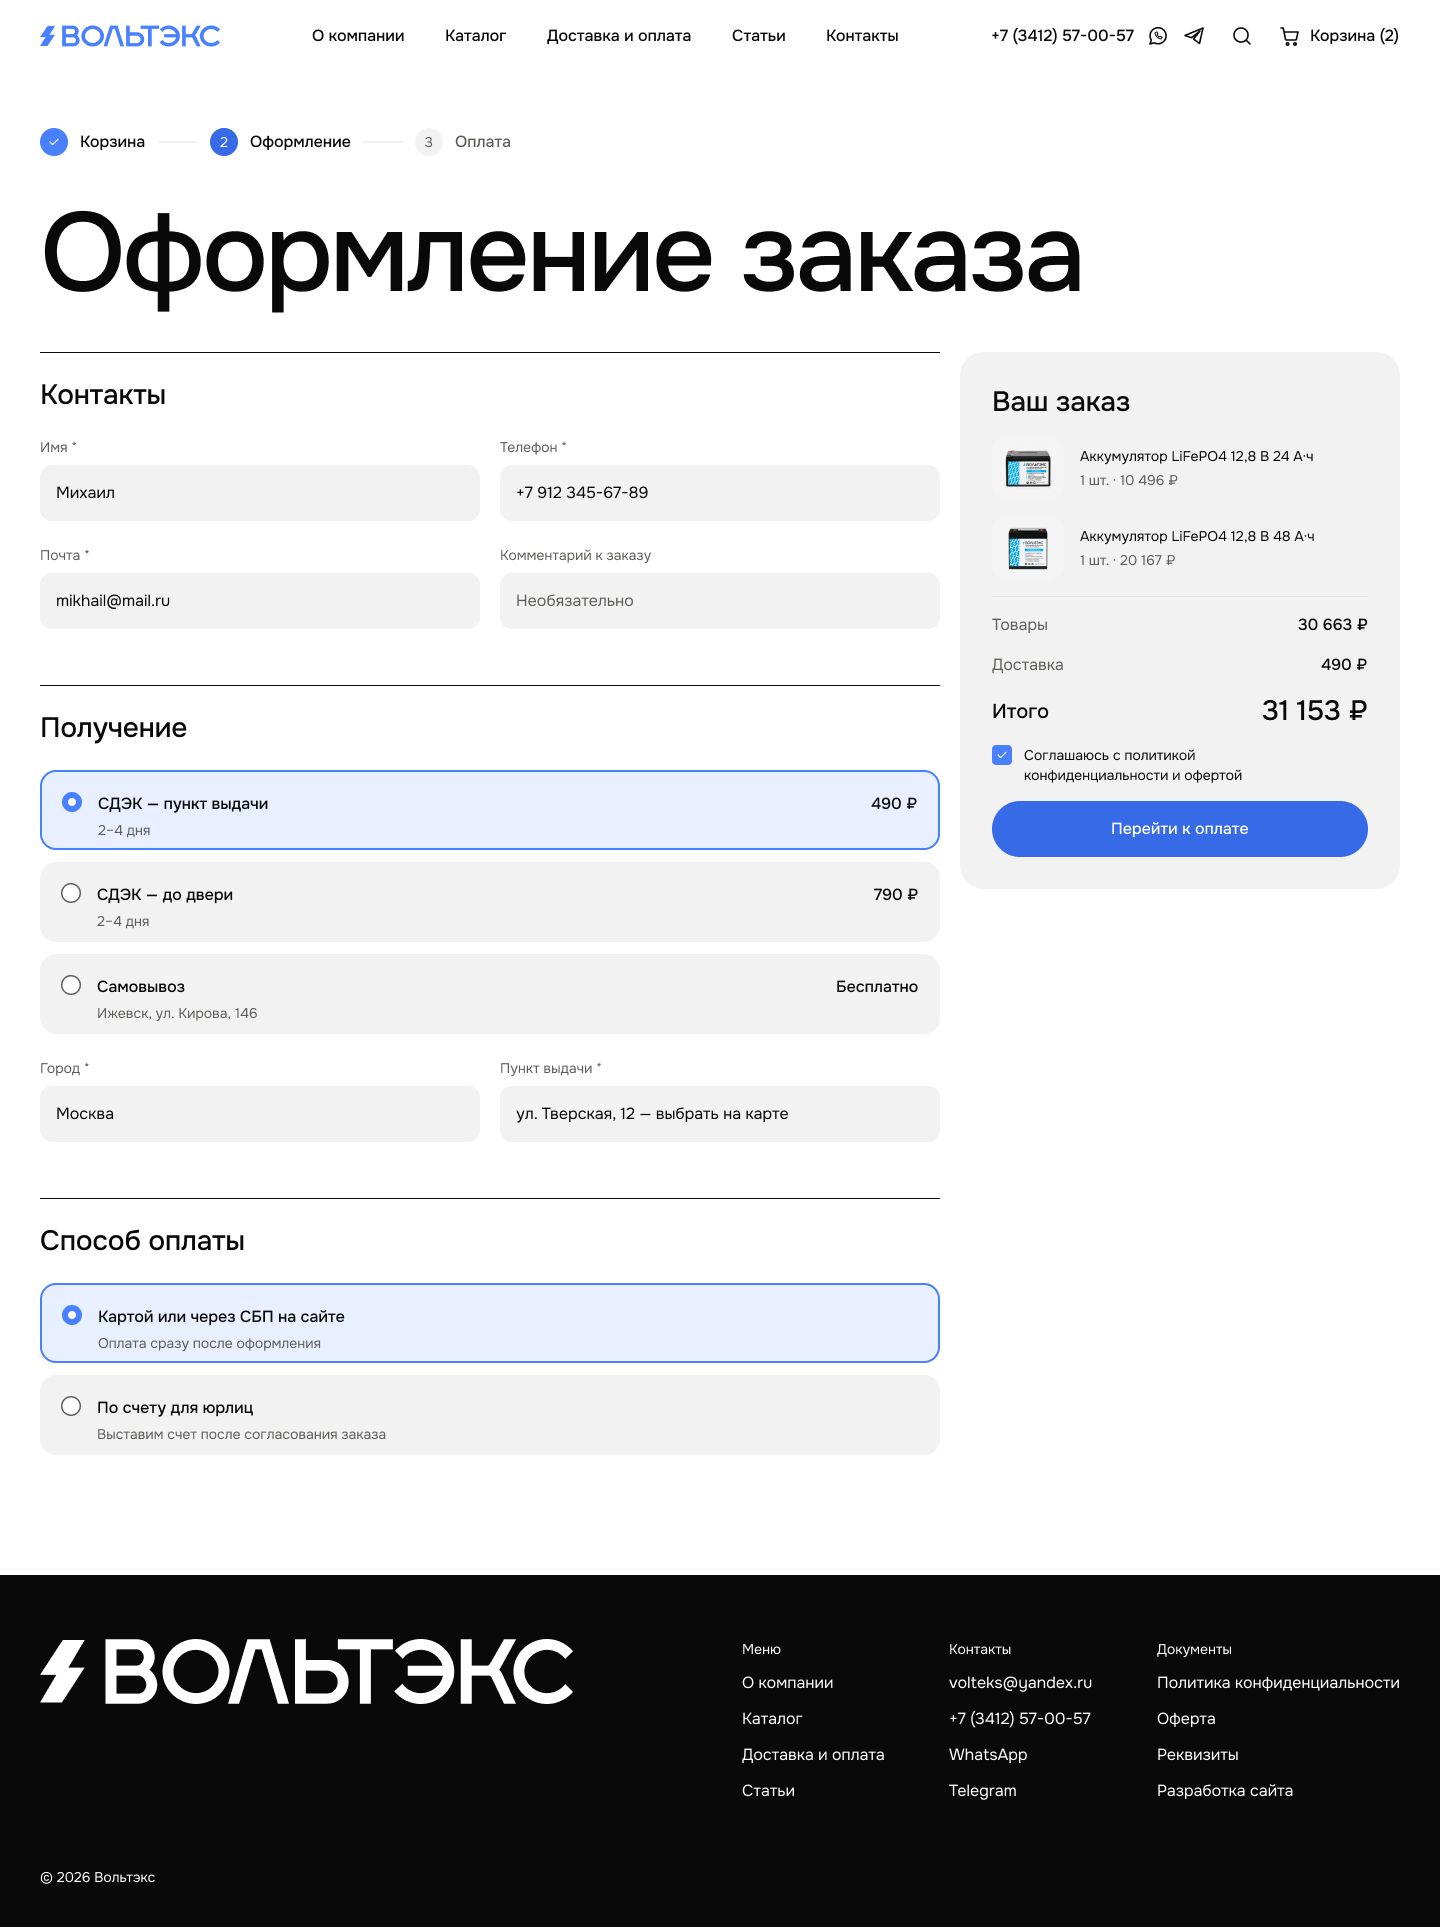 ВОЛЬТЭКС
О компании
Каталог
Доставка и оплата
Статьи
Контакты
+7 (3412) 57-00-57
Корзина (2)
Корзина
2
Оформление
3
Оплата
Оформление заказа
Контакты
Имя *
Телефон *
Михаил
+7 912 345-67-89
Почта *
Комментарий к заказу
mikhail@mail.ru
Необязательно
Получение
СДЭК — пункт выдачи
490 ₽
2–4 дня
СДЭК — до двери
790 ₽
2–4 дня
Самовывоз
Бесплатно
Ижевск, ул. Кирова, 146
Город *
Пункт выдачи *
Москва
ул. Тверская, 12 — выбрать на карте
Способ оплаты
Картой или через СБП на сайте
Оплата сразу после оформления
По счету для юрлиц
Выставим счет после согласования заказа
Ваш заказ
ВОЛЬТЭКС
Аккумулятор LiFePO4 12,8 В 24 А·ч
1 шт. · 10 496 ₽
ВОЛЬТЭКС
Аккумулятор LiFePO4 12,8 В 48 А·ч
1 шт. · 20 167 ₽
Товары
30 663 ₽
Доставка
490 ₽
Итого
31 153 ₽
Соглашаюсь с политикой
конфиденциальности и офертой
Перейти к оплате
ВОЛЬТЭКС
Меню
О компании
Каталог
Доставка и оплата
Статьи
Контакты
volteks@yandex.ru
+7 (3412) 57-00-57
WhatsApp
Telegram
Документы
Политика конфиденциальности
Оферта
Реквизиты
Разработка сайта
© 2026 Вольтэкс